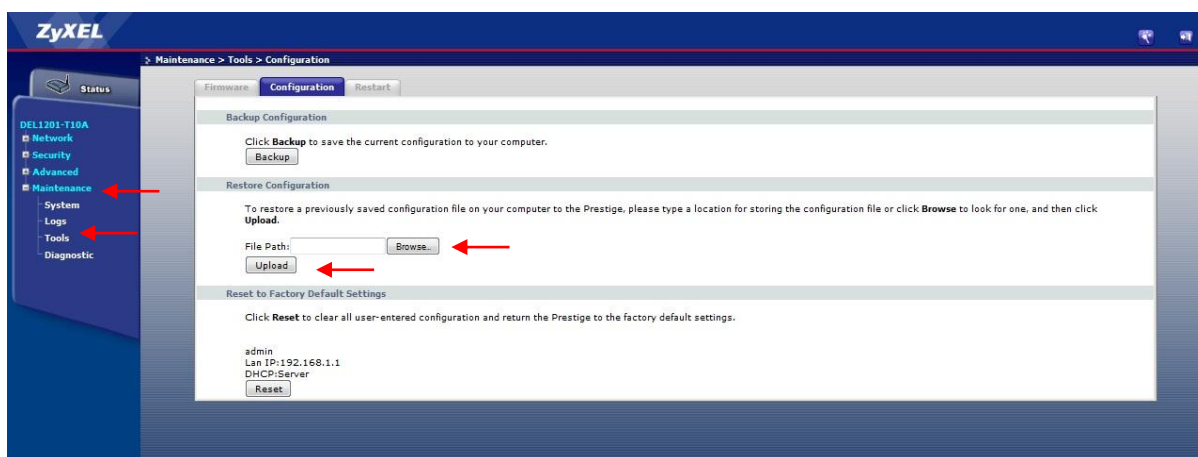 ZyXEL
Maintenance > Tools > Configuration
Status
Firmware
Configuration
Restart
DEL1201-T10A
Network
Security
Advanced
Maintenance
System
Logs
Tools
Diagnostic
Backup Configuration
Click Backup to save the current configuration to your computer.
Backup
Restore Configuration
To restore a previously saved configuration file on your computer to the Prestige, please type a location for storing the configuration file or click Browse to look for one, and then click
Upload.
File Path:
Browse..
Upload
Reset to Factory Default Settings
Click Reset to clear all user-entered configuration and return the Prestige to the factory default settings.
admin
Lan IP:192.168.1.1
DHCP:Server
Reset